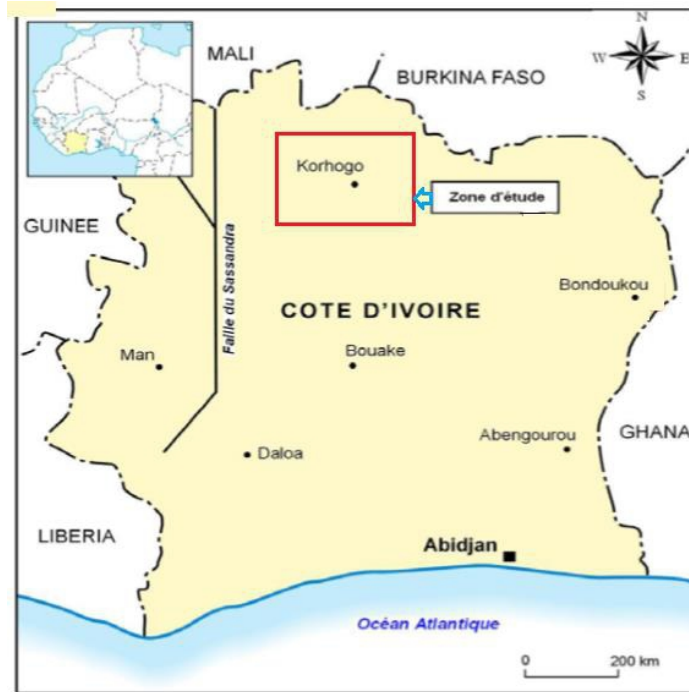 N
MALI
W
E
BURKINA FASO
S
Korhogo
Zone d'étude
GUINEE
Faille du Sassandra
Bondoukou
COTE D'IVOIRE
Man
Bouake
Abengourou
GHANA
Daloa
LIBERIA
Abidjan
Océan Atlantique
0
200 km